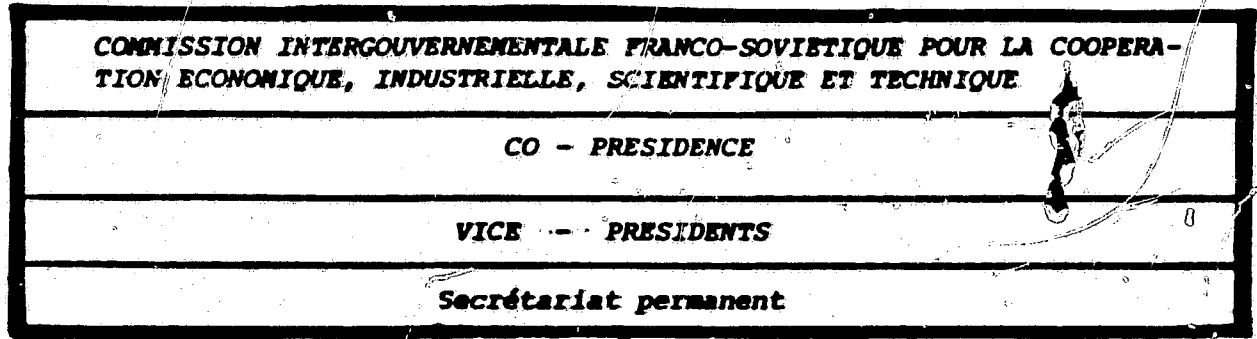 COMMISSION INTERGOUVERNEMENTALE FRANCO-SOVIETIQUE POUR LA COOPERA-
TION ECONOMIQUE, INDUSTRIELLE, SCIENTIFIQUE ET TECHNIQUE
CO - PRESIDENCE
VICE - PRESIDENTS
Secrétariat permanent